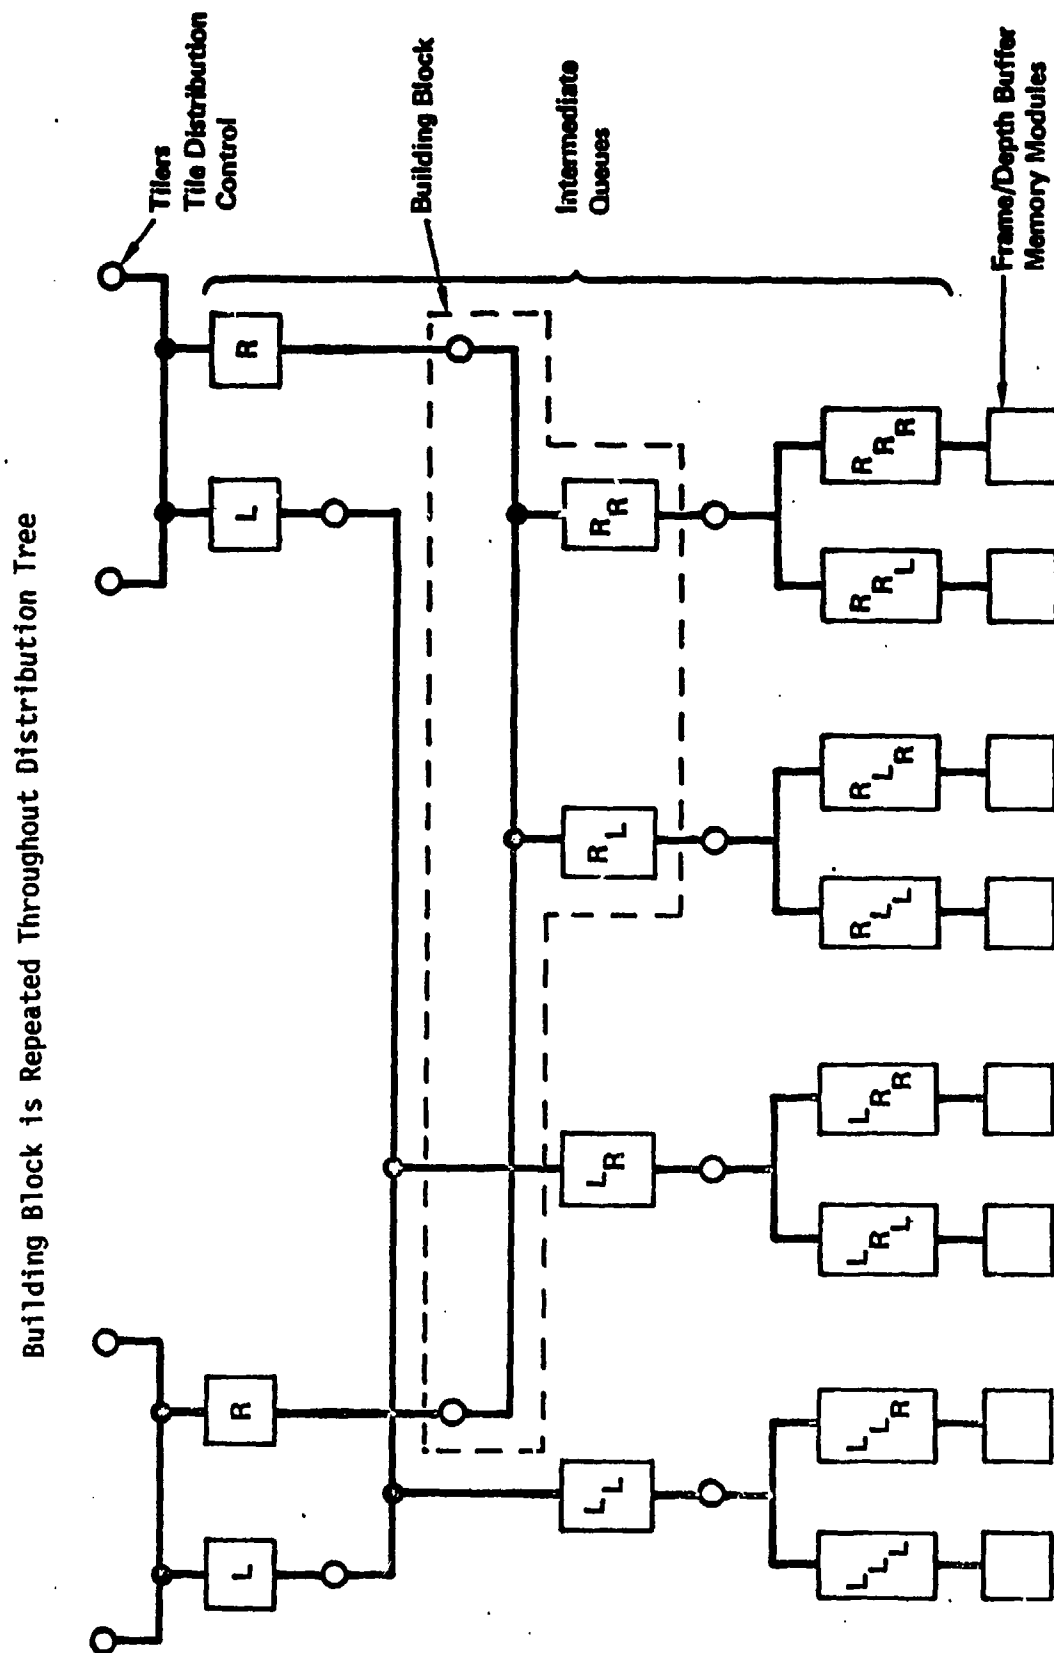 Building Block is Repeated Throughout Distribution Tree
Tilers
Tile Distribution
Control
Building Block
Intermediate
Queues
Frame/Depth Buffer
Memory Modules
L
R
L
R
LL
LR
RL
RR
LLL
LLR
LRL
LRR
RLL
RLR
RRL
RRR